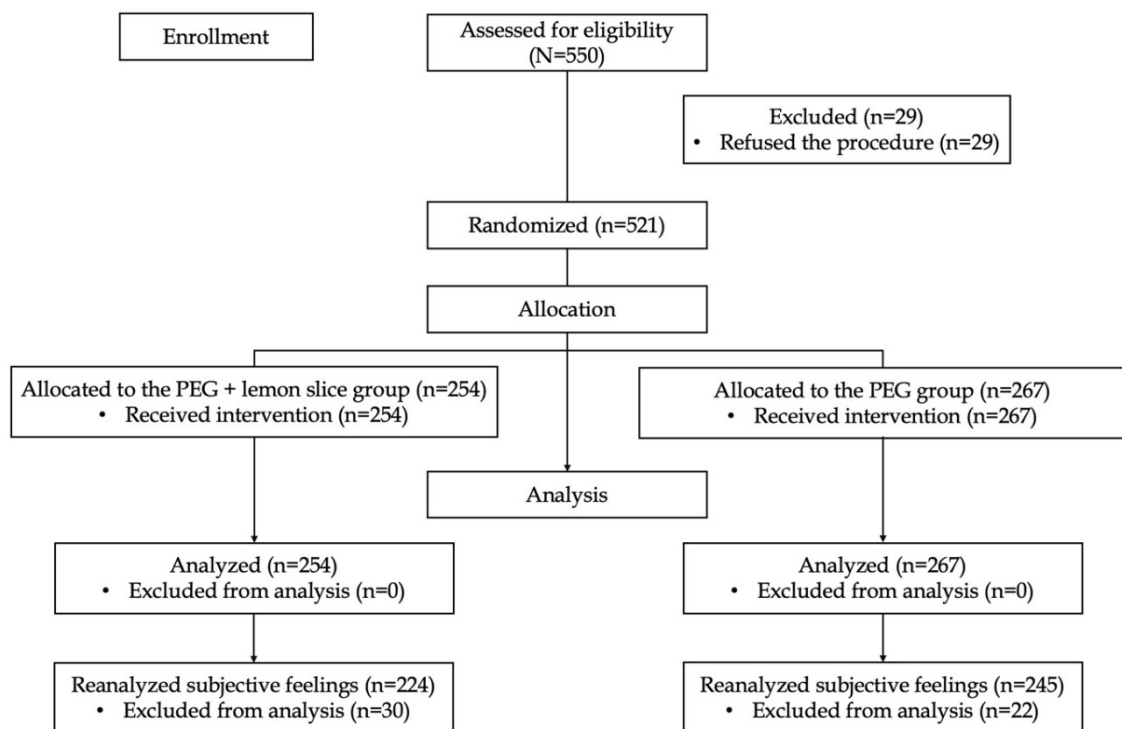 Enrollment
Assessed for eligibility
(N=550)
Excluded (n=29)
• Refused the procedure (n=29)
Randomized (n=521)
Allocation
Allocated to the PEG + lemon slice group (n=254)
• Received intervention (n=254)
Allocated to the PEG group (n=267)
• Received intervention (n=267)
Analysis
Analyzed (n=254)
• Excluded from analysis (n=0)
Analyzed (n=267)
• Excluded from analysis (n=0)
Reanalyzed subjective feelings (n=224)
• Excluded from analysis (n=30)
Reanalyzed subjective feelings (n=245)
• Excluded from analysis (n=22)